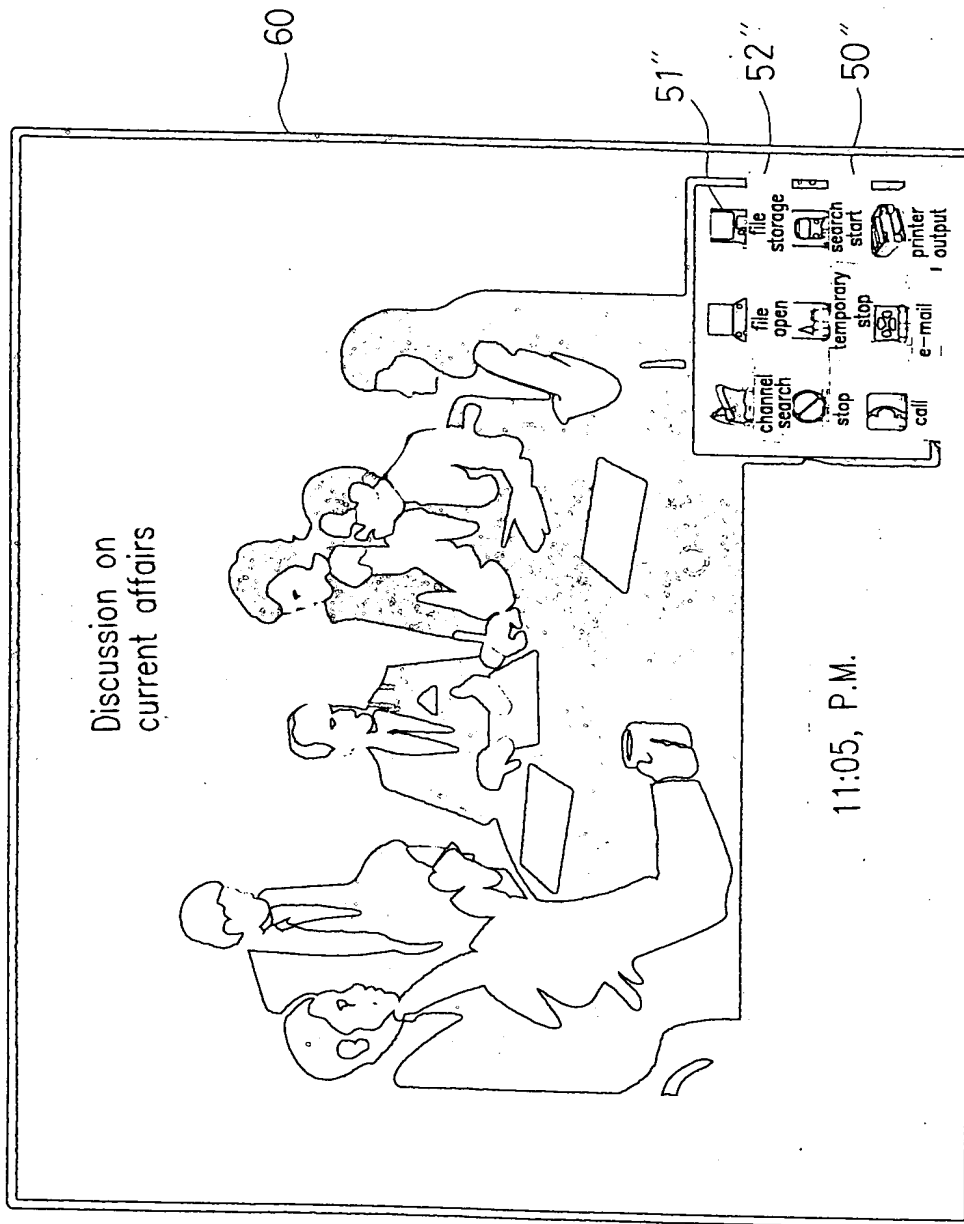 Discussion on
current affairs
60
51"
channel
search
file
open
file
storage
52"
stop
temporary
stop
search
start
50"
call
e-mail
printer
output
11:05, P.M.